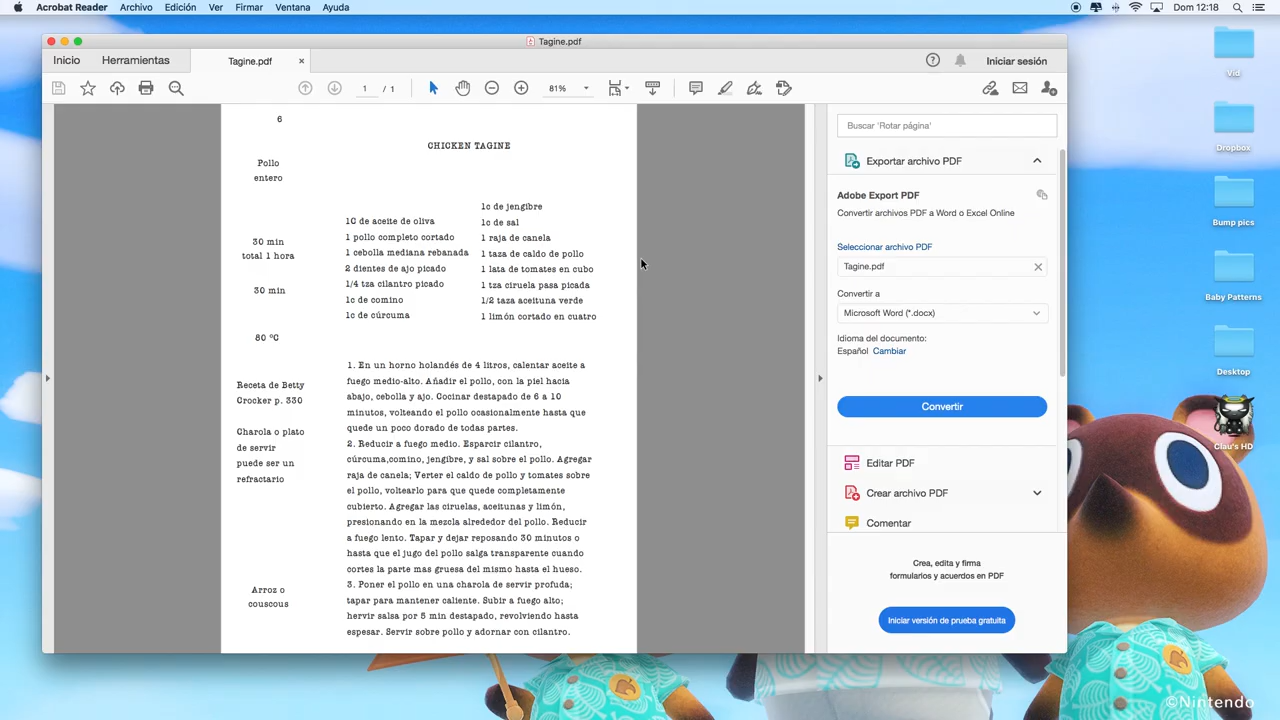 Acrobat Reader Archivo Edición Ver Firmar Ventana Ayuda Dom 12:18
Tagine.pdf
Inicio Herramientas Tagine.pdf × Iniciar sesión
1 / 1 81%
6
CHICKEN TAGINE
Pollo
entero
30 min
total 1 hora
30 min
80 ºC
Receta de Betty
Crocker p. 330
Charola o plato
de servir
puede ser un
refractario
Arroz o
couscous
1C de aceite de oliva
1 pollo completo cortado
1 cebolla mediana rebanada
2 dientes de ajo picado
1/4 tza cilantro picado
1c de comino
1c de cúrcuma
1c de jengibre
1c de sal
1 raja de canela
1 taza de caldo de pollo
1 lata de tomates en cubo
1 tza ciruela pasa picada
1/2 taza aceituna verde
1 limón cortado en cuatro
1. En un horno holandés de 4 litros, calentar aceite a
fuego medio-alto. Añadir el pollo, con la piel hacia
abajo, cebolla y ajo. Cocinar destapado de 6 a 10
minutos, volteando el pollo ocasionalmente hasta que
quede un poco dorado de todas partes.
2. Reducir a fuego medio. Esparcir cilantro,
cúrcuma,comino, jengibre, y sal sobre el pollo. Agregar
raja de canela; Verter el caldo de pollo y tomates sobre
el pollo, voltearlo para que quede completamente
cubierto. Agregar las ciruelas, aceitunas y limón,
presionando en la mezcla alrededor del pollo. Reducir
a fuego lento. Tapar y dejar reposando 30 minutos o
hasta que el jugo del pollo salga transparente cuando
cortes la parte mas gruesa del mismo hasta el hueso.
3. Poner el pollo en una charola de servir profuda;
tapar para mantener caliente. Subir a fuego alto;
hervir salsa por 5 min destapado, revolviendo hasta
espesar. Servir sobre pollo y adornar con cilantro.
Buscar 'Rotar página'
Exportar archivo PDF
Adobe Export PDF
Convertir archivos PDF a Word o Excel Online
Seleccionar archivo PDF
Tagine.pdf
Convertir a
Microsoft Word (*.docx)
Idioma del documento:
Español Cambiar
Convertir
Editar PDF
Crear archivo PDF
Comentar
Crea, edita y firma
formularios y acuerdos en PDF
Iniciar versión de prueba gratuita
Vid
Dropbox
Bump pics
Baby Patterns
Desktop
Clau's HD
©Nintendo